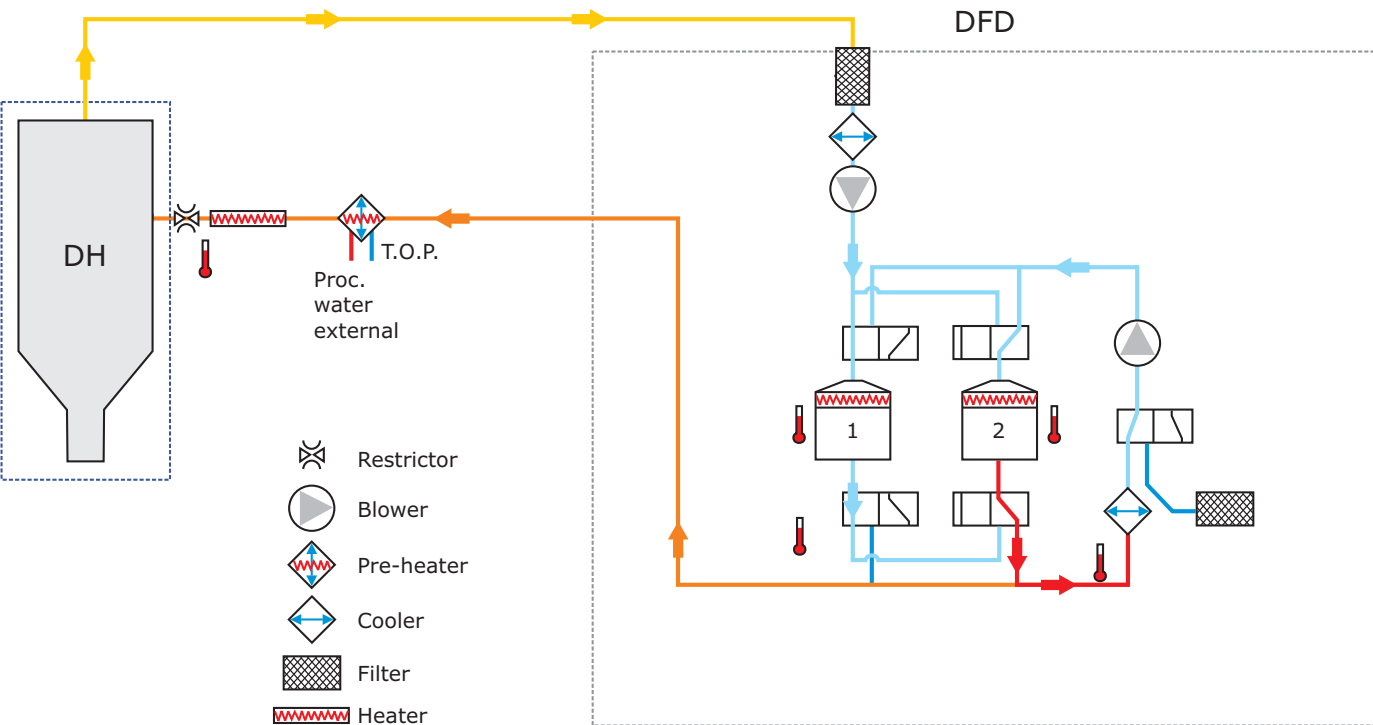 DFD
DH
T.O.P.
Proc.
water
external
1
2
Restrictor
Blower
Pre-heater
Cooler
Filter
Heater